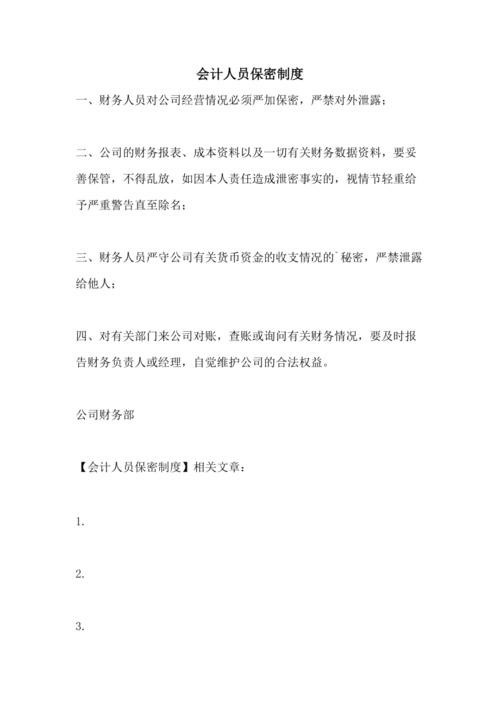 会计人员保密制度
一、财务人员对公司经营情况必须严加保密，严禁对外泄露；
二、公司的财务报表、成本资料以及一切有关财务数据资料，要妥
善保管，不得乱放，如因本人责任造成泄密事实的，视情节轻重给
予严重警告直至除名；
三、财务人员严守公司有关货币资金的收支情况的`秘密，严禁泄露
给他人；
四、对有关部门来公司对账，查账或询问有关财务情况，要及时报
告财务负责人或经理，自觉维护公司的合法权益。
公司财务部
【会计人员保密制度】相关文章：
1.
2.
3.